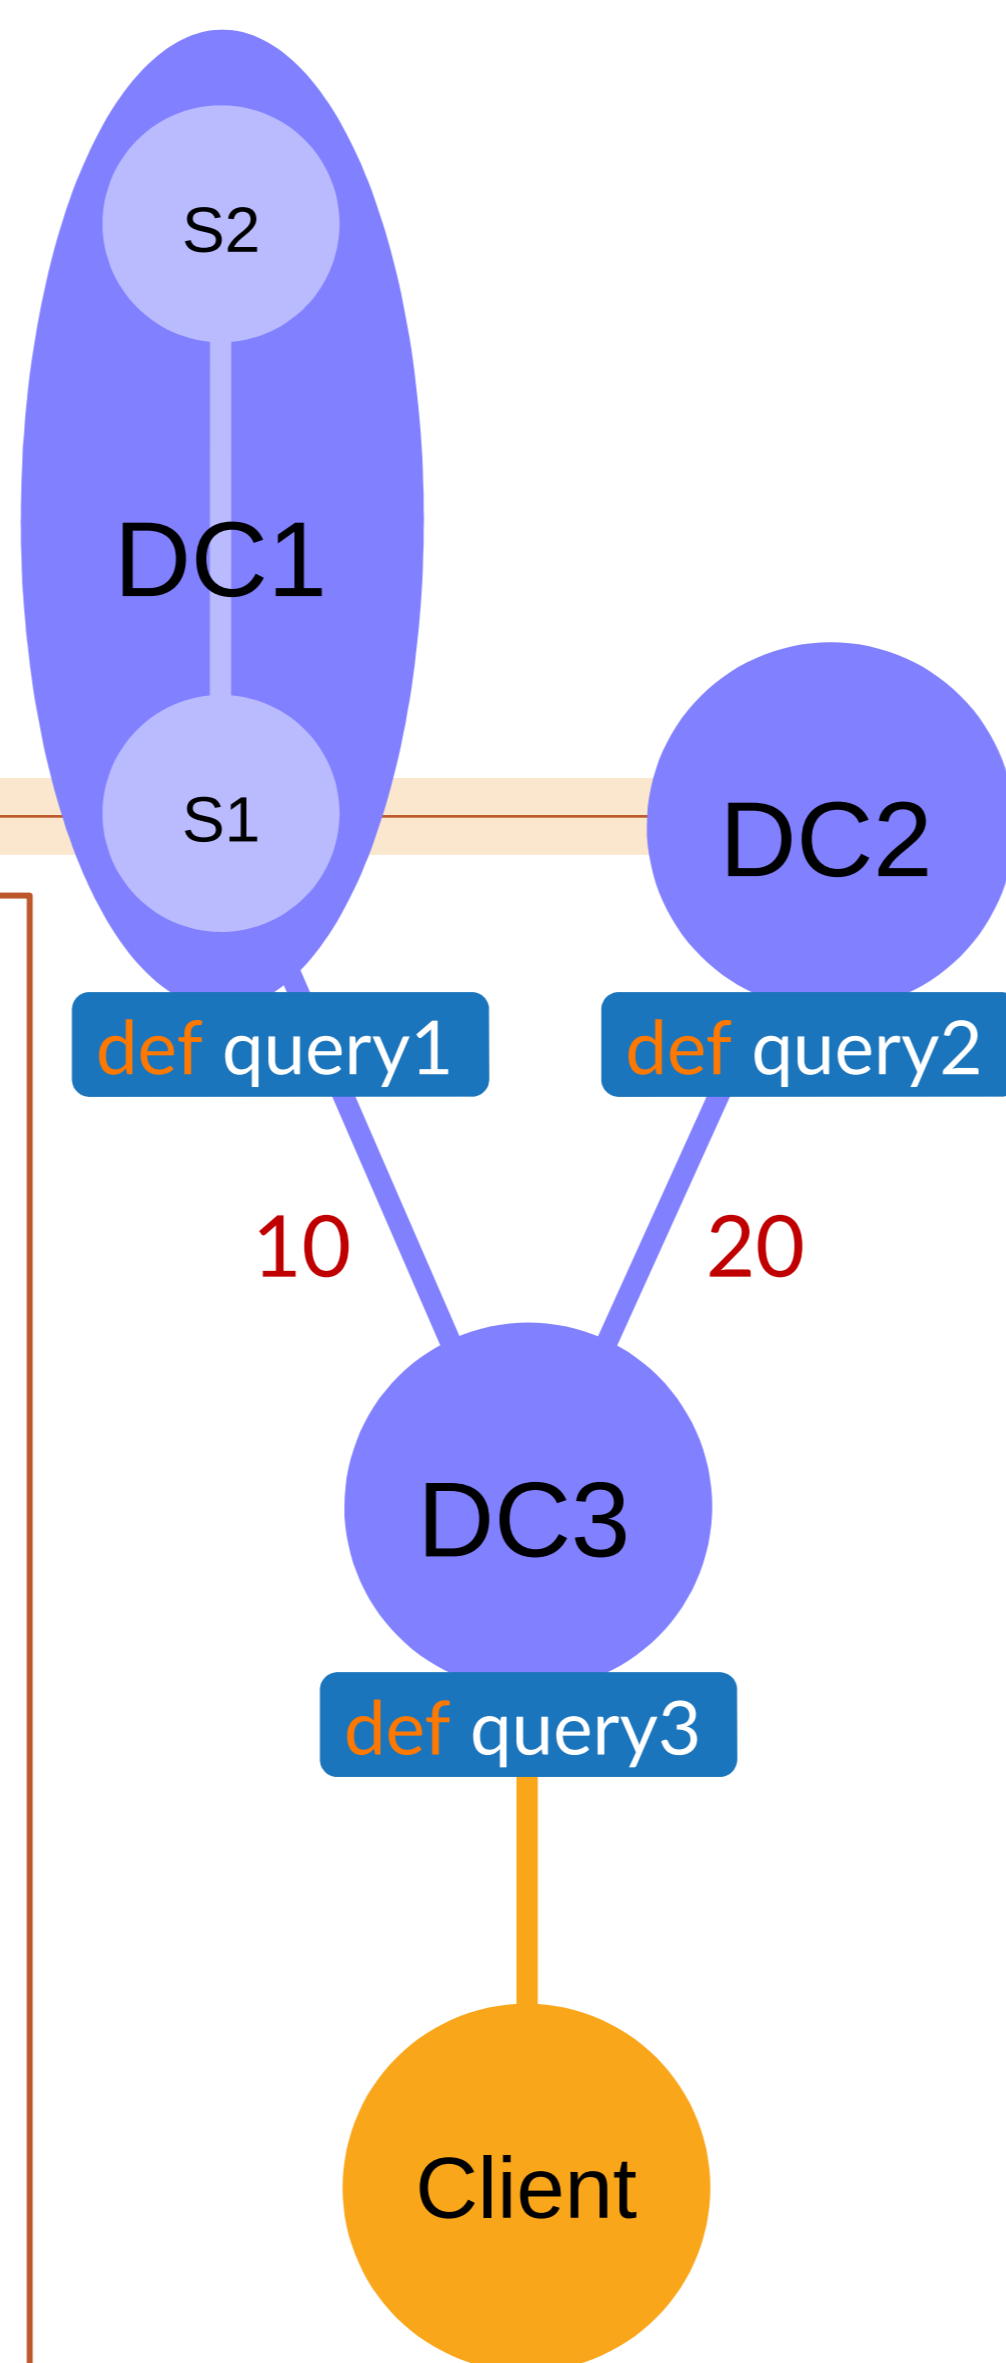 S2
DC1
S1
DC2
def query1
def query2
10
20
DC3
def query3
Client